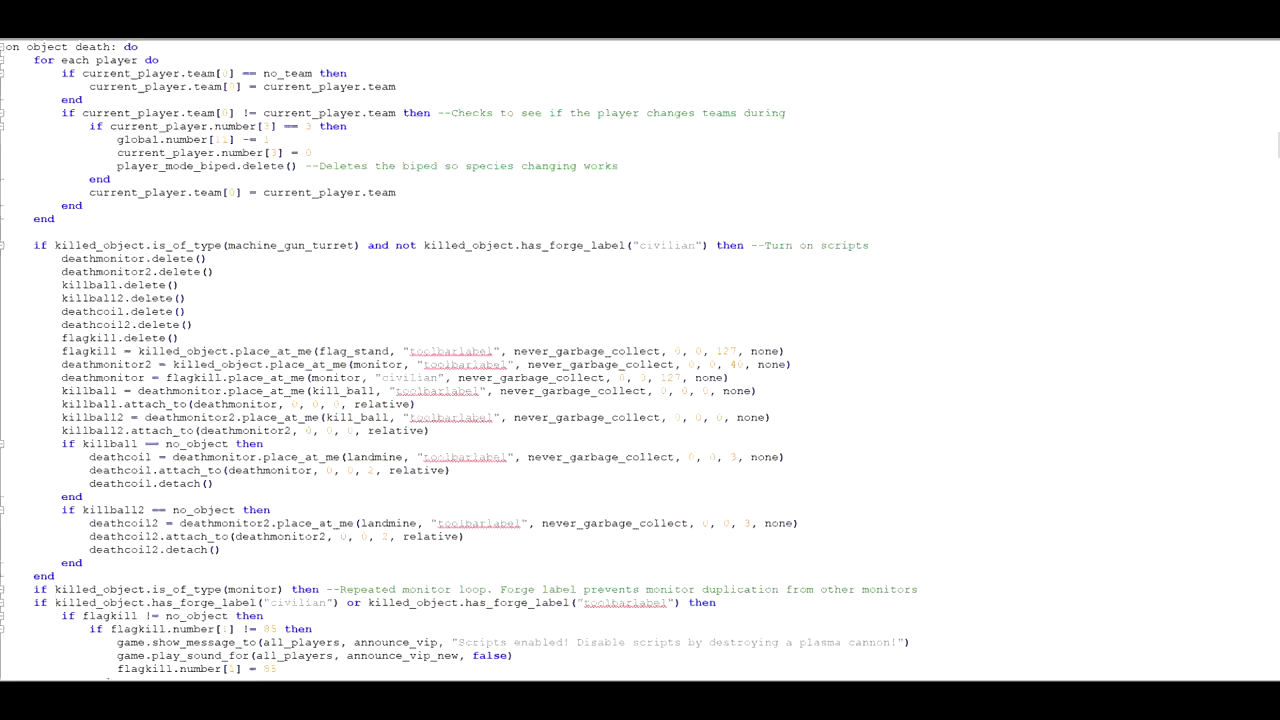 on object death: do
for each player do
if current_player.team[0] == no_team then
current_player.team[0] = current_player.team
end
if current_player.team[0] != current_player.team then --Checks to see if the player changes teams during
if current_player.number[3] == 3 then
global.number[11] -= 1
current_player.number[3] = 0
player_mode_biped.delete() --Deletes the biped so species changing works
end
current_player.team[0] = current_player.team
end
end
if killed_object.is_of_type(machine_gun_turret) and not killed_object.has_forge_label("civilian") then --Turn on scripts
deathmonitor.delete()
deathmonitor2.delete()
killball.delete()
killball2.delete()
deathcoil.delete()
deathcoil2.delete()
flagkill.delete()
flagkill = killed_object.place_at_me(flag_stand, "toolbarlabel", never_garbage_collect, 0, 0, 127, none)
deathmonitor2 = killed_object.place_at_me(monitor, "toolbarlabel", never_garbage_collect, 0, 0, 40, none)
deathmonitor = flagkill.place_at_me(monitor, "civilian", never_garbage_collect, 0, 0, 127, none)
killball = deathmonitor.place_at_me(kill_ball, "toolbarlabel", never_garbage_collect, 0, 0, 0, none)
killball.attach_to(deathmonitor, 0, 0, 0, relative)
killball2 = deathmonitor2.place_at_me(kill_ball, "toolbarlabel", never_garbage_collect, 0, 0, 0, none)
killball2.attach_to(deathmonitor2, 0, 0, 0, relative)
if killball == no_object then
deathcoil = deathmonitor.place_at_me(landmine, "toolbarlabel", never_garbage_collect, 0, 0, 3, none)
deathcoil.attach_to(deathmonitor, 0, 0, 2, relative)
deathcoil.detach()
end
if killball2 == no_object then
deathcoil2 = deathmonitor2.place_at_me(landmine, "toolbarlabel", never_garbage_collect, 0, 0, 3, none)
deathcoil2.attach_to(deathmonitor2, 0, 0, 2, relative)
deathcoil2.detach()
end
end
if killed_object.is_of_type(monitor) then --Repeated monitor loop. Forge label prevents monitor duplication from other monitors
if killed_object.has_forge_label("civilian") or killed_object.has_forge_label("toolbarlabel") then
if flagkill != no_object then
if flagkill.number[1] != 88 then
game.show_message_to(all_players, announce_vip, "Scripts enabled! Disable scripts by destroying a plasma cannon!")
game.play_sound_for(all_players, announce_vip_new, false)
flagkill.number[1] = 88